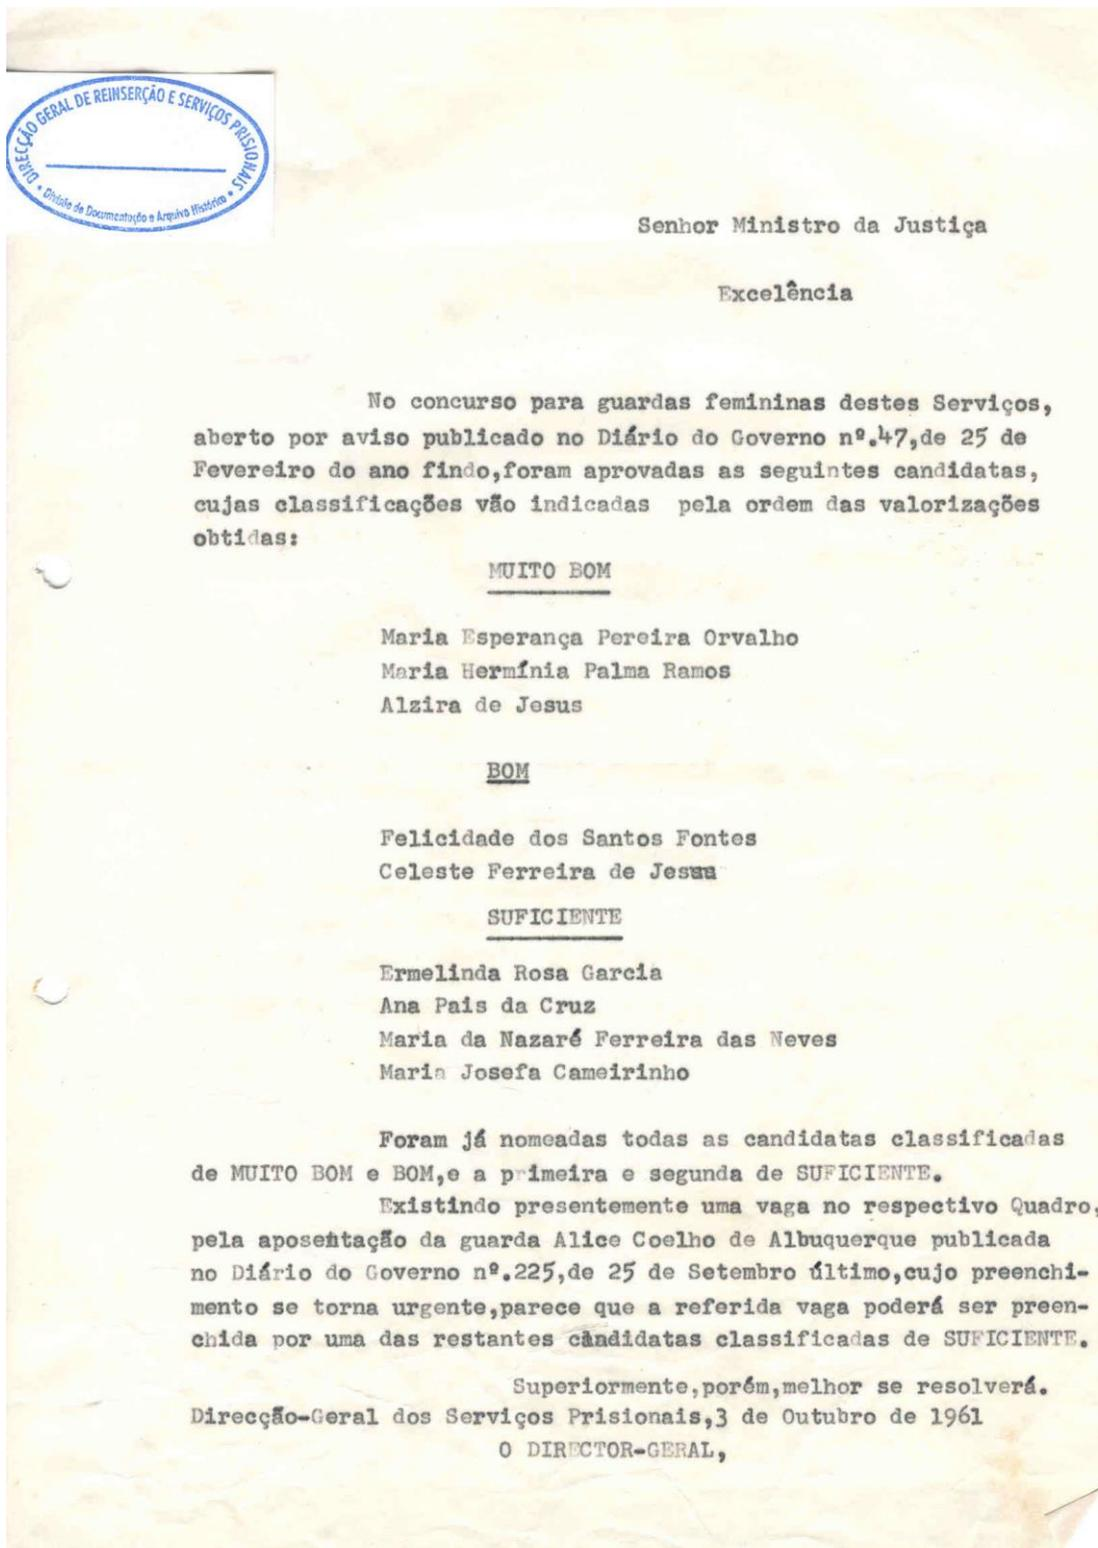 DIRECÇÃO GERAL DE REINSERÇÃO E SERVIÇOS PRISIONAIS
• Divisão de Documentação e Arquivo Histórico •
Senhor Ministro da Justiça
Excelência
No concurso para guardas femininas destes Serviços,
aberto por aviso publicado no Diário do Governo nº.47,de 25 de
Fevereiro do ano findo,foram aprovadas as seguintes candidatas,
cujas classificações vão indicadas pela ordem das valorizações
obtidas:
MUITO BOM
Maria Esperança Pereira Orvalho
Maria Hermínia Palma Ramos
Alzira de Jesus
BOM
Felicidade dos Santos Fontes
Celeste Ferreira de Jesus
SUFICIENTE
Ermelinda Rosa Garcia
Ana Pais da Cruz
Maria da Nazaré Ferreira das Neves
Maria Josefa Cameirinho
Foram já nomeadas todas as candidatas classificadas
de MUITO BOM e BOM,e a primeira e segunda de SUFICIENTE.
Existindo presentemente uma vaga no respectivo Quadro,
pela aposentação da guarda Alice Coelho de Albuquerque publicada
no Diário do Governo nº.225,de 25 de Setembro último,cujo preenchi-
mento se torna urgente,parece que a referida vaga poderá ser preen-
chida por uma das restantes candidatas classificadas de SUFICIENTE.
Superiormente,porém,melhor se resolverá.
Direcção-Geral dos Serviços Prisionais,3 de Outubro de 1961
O DIRECTOR-GERAL,